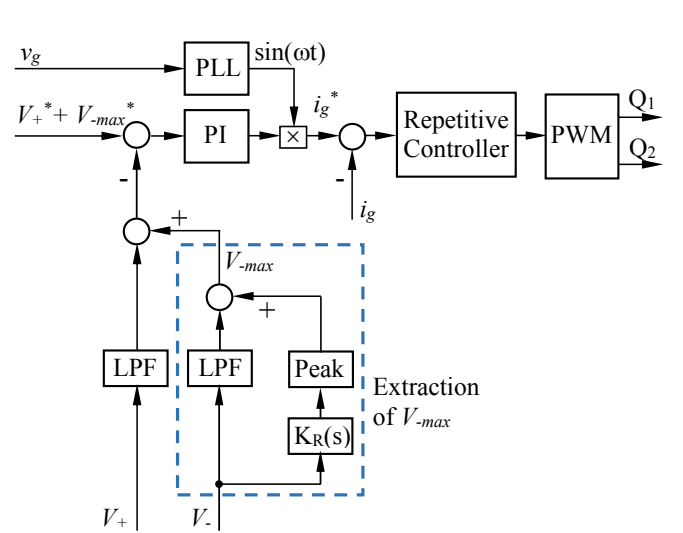 v_g
PLL
sin(ωt)
V_+^* + V_-max^*
PI
×
i_g^*
Repetitive
Controller
PWM
Q_1
Q_2
-
-
i_g
+
V_-max
+
LPF
LPF
Peak
K_R(s)
Extraction
of V_-max
V_+
V_-